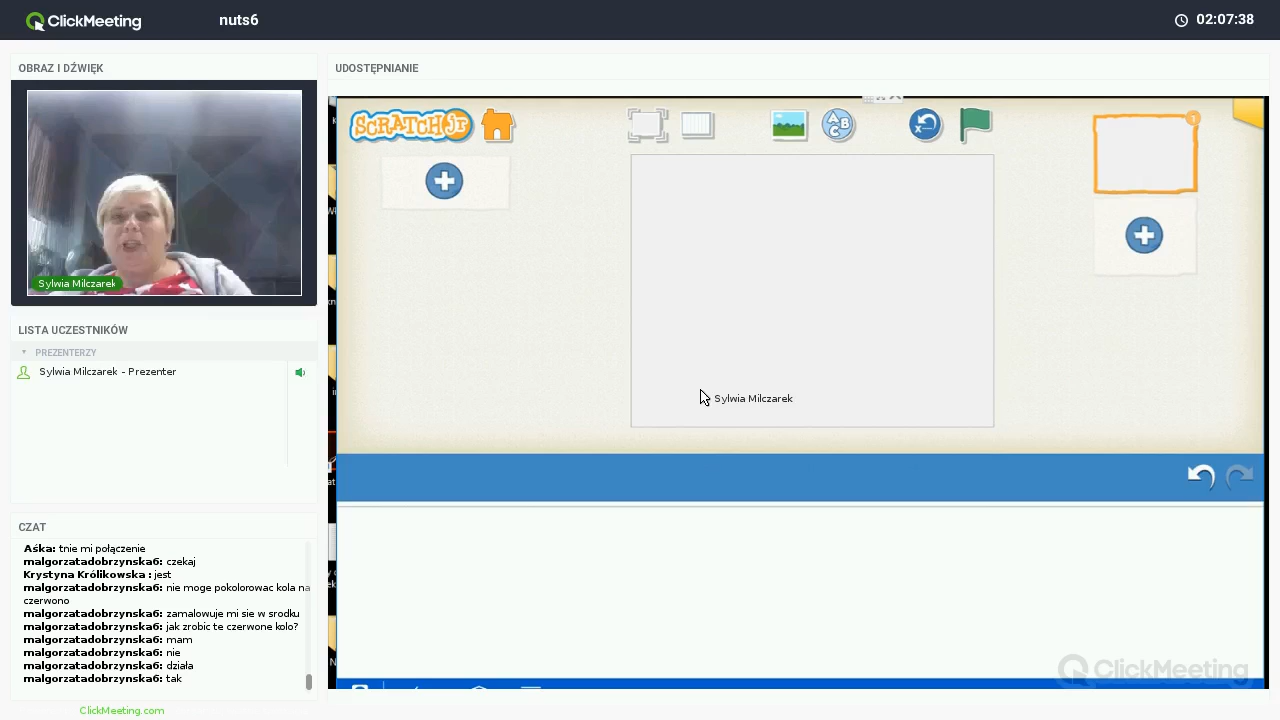 ClickMeeting
nuts6
02:07:38
OBRAZ I DŹWIĘK
Sylwia Milczarek
LISTA UCZESTNIKÓW
PREZENTERZY
Sylwia Milczarek - Prezenter
CZAT
Aśka: tnie mi połączenie
malgorzatadobrzynska6: czekaj
Krystyna Królikowska : jest
malgorzatadobrzynska6: nie moge pokolorowac kola na
czerwono
malgorzatadobrzynska6: zamalowuje mi sie w srodku
malgorzatadobrzynska6: jak zrobic te czerwone kolo?
malgorzatadobrzynska6: mam
malgorzatadobrzynska6: nie
malgorzatadobrzynska6: działa
malgorzatadobrzynska6: tak
ClickMeeting.com
UDOSTĘPNIANIE
SCRATCHJR
ABC
1
Sylwia Milczarek
ClickMeeting